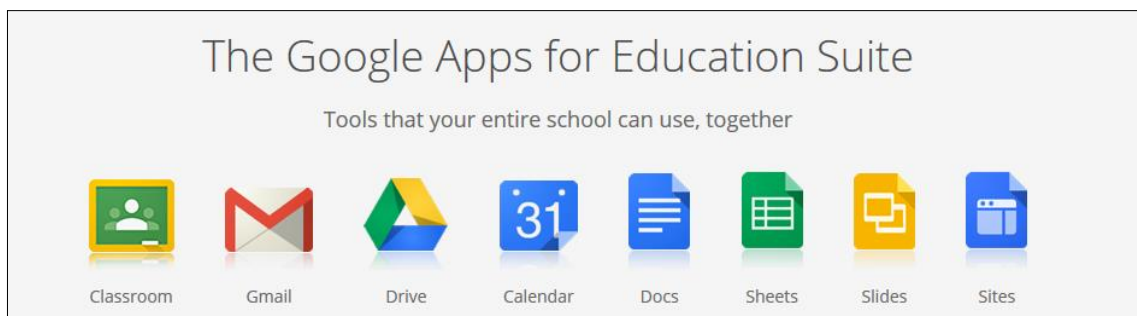 The Google Apps for Education Suite
Tools that your entire school can use, together
31
Classroom Gmail Drive Calendar Docs Sheets Slides Sites